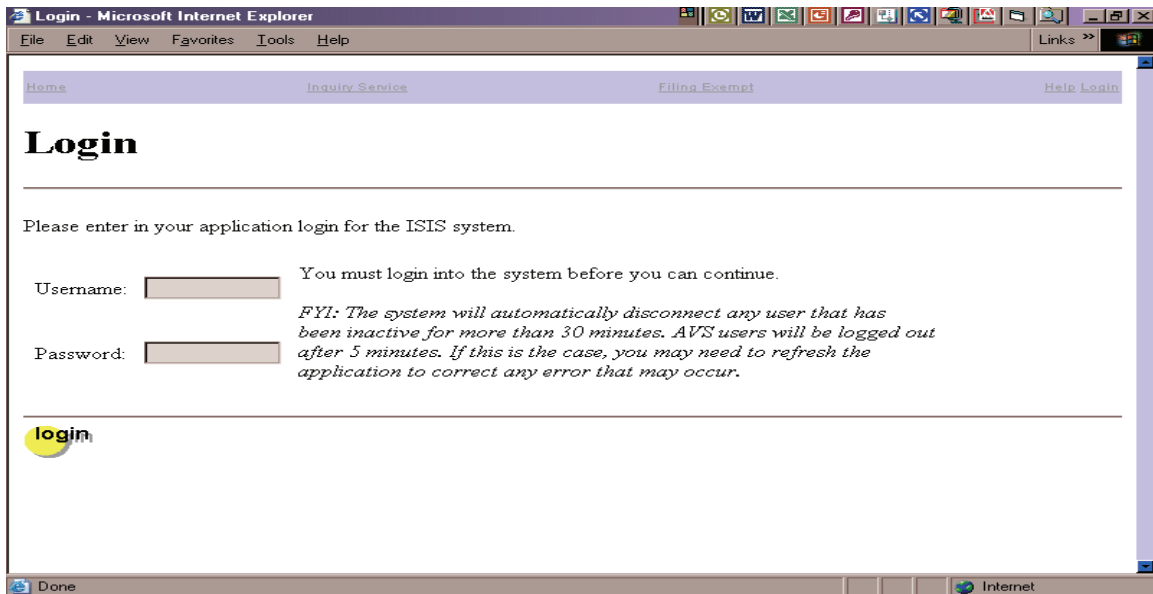 Login - Microsoft Internet Explorer
File Edit View Favorites Tools Help
Links »
Home Inquiry Service Filing Exempt Help Login
Login
Please enter in your application login for the ISIS system.
Username:
You must login into the system before you can continue.
FYI: The system will automatically disconnect any user that has
been inactive for more than 30 minutes. AVS users will be logged out
Password:
after 5 minutes. If this is the case, you may need to refresh the
application to correct any error that may occur.
login
Done Internet